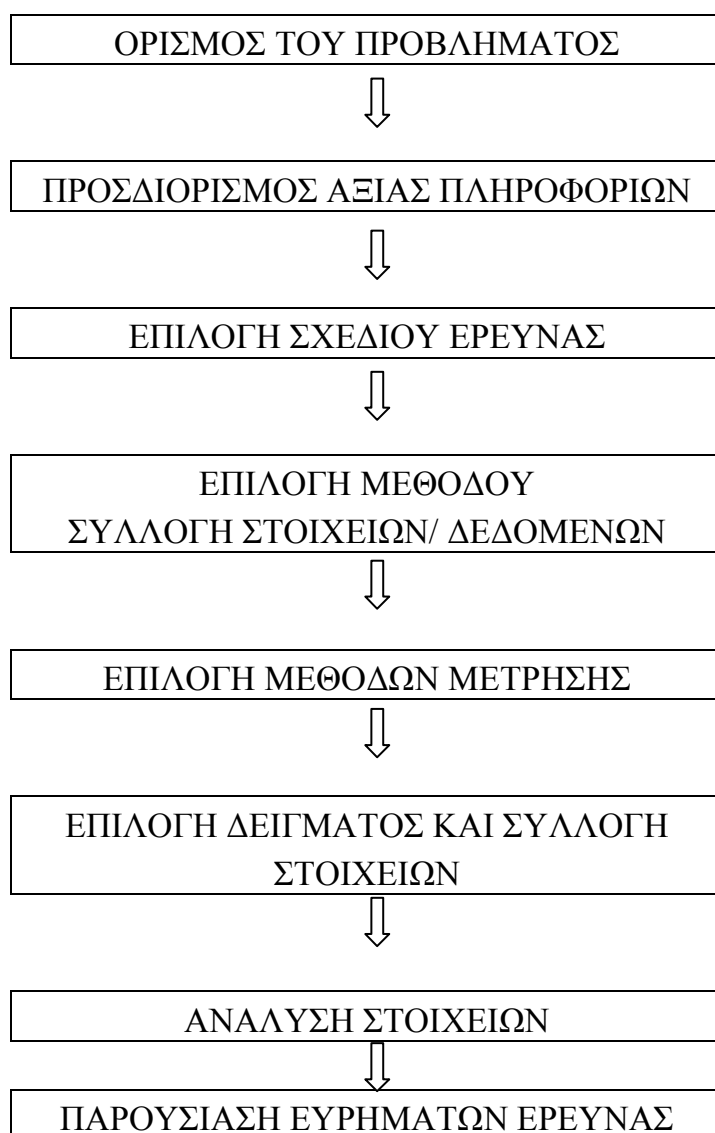 ΟΡΙΣΜΟΣ ΤΟΥ ΠΡΟΒΛΗΜΑΤΟΣ
ΠΡΟΣΔΙΟΡΙΣΜΟΣ ΑΞΙΑΣ ΠΛΗΡΟΦΟΡΙΩΝ
ΕΠΙΛΟΓΗ ΣΧΕΔΙΟΥ ΕΡΕΥΝΑΣ
ΕΠΙΛΟΓΗ ΜΕΘΟΔΟΥ
ΣΥΛΛΟΓΗ ΣΤΟΙΧΕΙΩΝ/ ΔΕΔΟΜΕΝΩΝ
ΕΠΙΛΟΓΗ ΜΕΘΟΔΩΝ ΜΕΤΡΗΣΗΣ
ΕΠΙΛΟΓΗ ΔΕΙΓΜΑΤΟΣ ΚΑΙ ΣΥΛΛΟΓΗ
ΣΤΟΙΧΕΙΩΝ
ΑΝΑΛΥΣΗ ΣΤΟΙΧΕΙΩΝ
ΠΑΡΟΥΣΙΑΣΗ ΕΥΡΗΜΑΤΩΝ ΕΡΕΥΝΑΣ